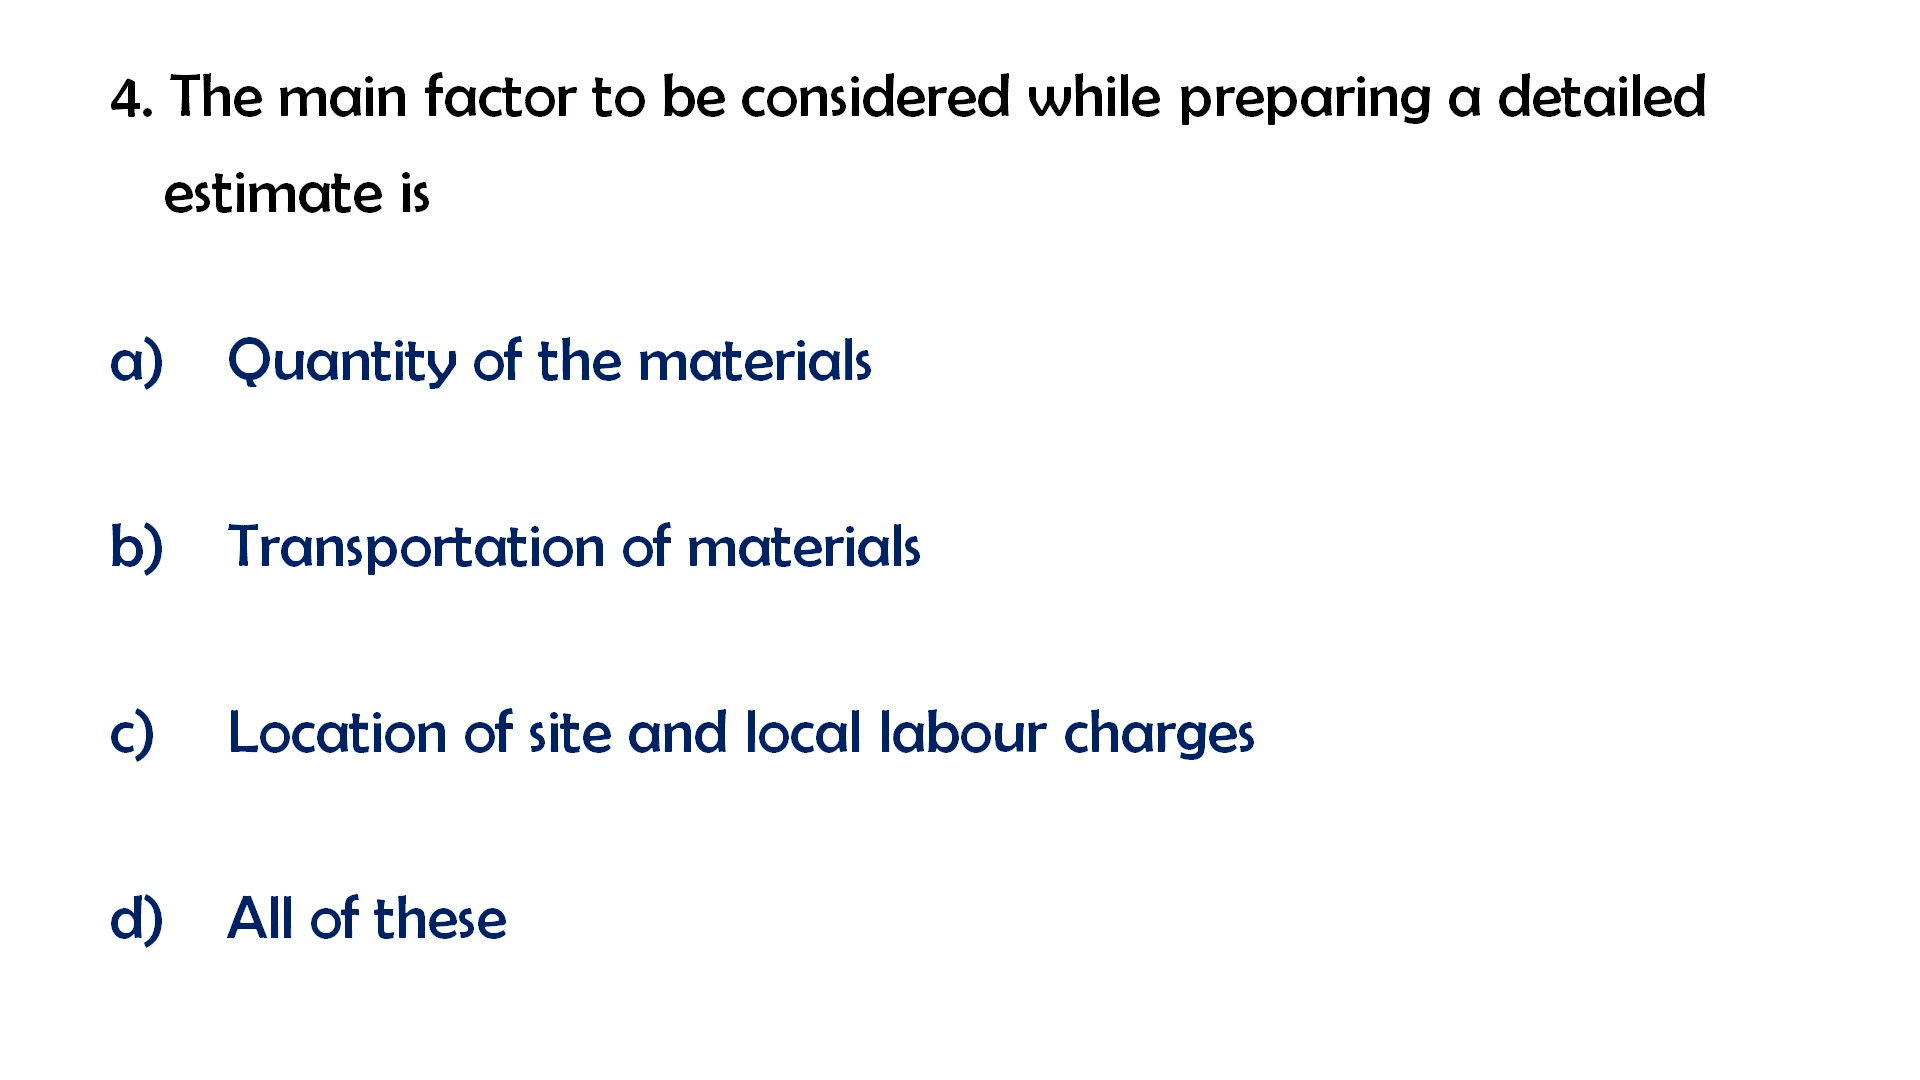 4. The main factor to be considered while preparing a detailed
estimate is
a) Quantity of the materials
b) Transportation of materials
c) Location of site and local labour charges
d) All of these